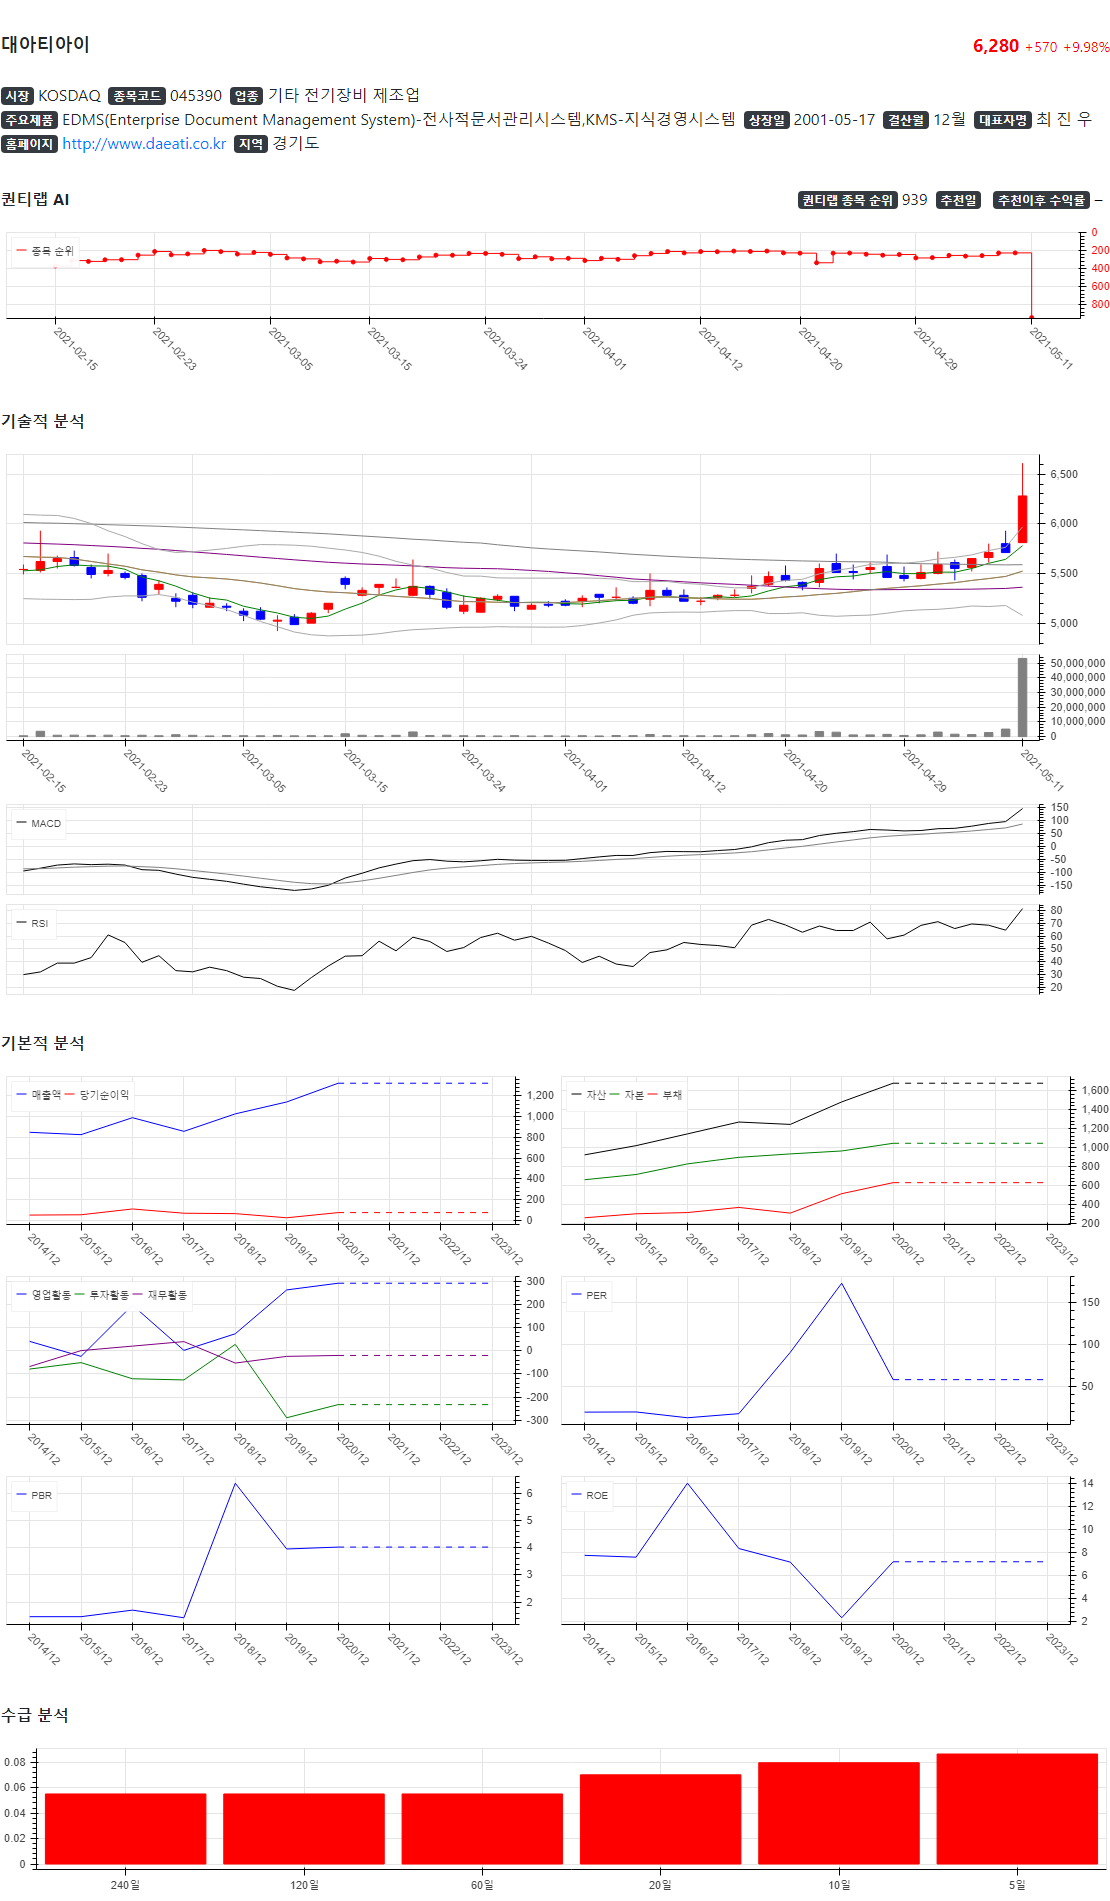 대아티아이
6,280 +570 +9.98%
시장 KOSDAQ 종목코드 045390 업종 기타 전기장비 제조업
주요제품 EDMS(Enterprise Document Management System)-전사적문서관리시스템,KMS-지식경영시스템 상장일 2001-05-17 결산월 12월 대표자명 최 진 우
홈페이지 http://www.daeati.co.kr 지역 경기도
퀀티랩 AI
퀀티랩 종목 순위 939 추천일 추천이후 수익률 –
종목 순위
0
200
400
600
800
2021-02-15 2021-02-23 2021-03-05 2021-03-15 2021-03-24 2021-04-01 2021-04-12 2021-04-20 2021-04-29 2021-05-11
기술적 분석
6,500
6,000
5,500
5,000
50,000,000
40,000,000
30,000,000
20,000,000
10,000,000
0
2021-02-15 2021-02-23 2021-03-05 2021-03-15 2021-03-24 2021-04-01 2021-04-12 2021-04-20 2021-04-29 2021-05-11
MACD
150
100
50
0
-50
-100
-150
RSI
80
70
60
50
40
30
20
기본적 분석
매출액 당기순이익
1,200
1,000
800
600
400
200
0
2014/12 2015/12 2016/12 2017/12 2018/12 2019/12 2020/12 2021/12 2022/12 2023/12
자산 자본 부채
1,600
1,400
1,200
1,000
800
600
400
200
2014/12 2015/12 2016/12 2017/12 2018/12 2019/12 2020/12 2021/12 2022/12 2023/12
영업활동 투자활동 재무활동
300
200
100
0
-100
-200
-300
2014/12 2015/12 2016/12 2017/12 2018/12 2019/12 2020/12 2021/12 2022/12 2023/12
PER
150
100
50
2014/12 2015/12 2016/12 2017/12 2018/12 2019/12 2020/12 2021/12 2022/12 2023/12
PBR
6
5
4
3
2
2014/12 2015/12 2016/12 2017/12 2018/12 2019/12 2020/12 2021/12 2022/12 2023/12
ROE
14
12
10
8
6
4
2
2014/12 2015/12 2016/12 2017/12 2018/12 2019/12 2020/12 2021/12 2022/12 2023/12
수급 분석
0.08
0.06
0.04
0.02
0
240일 120일 60일 20일 10일 5일